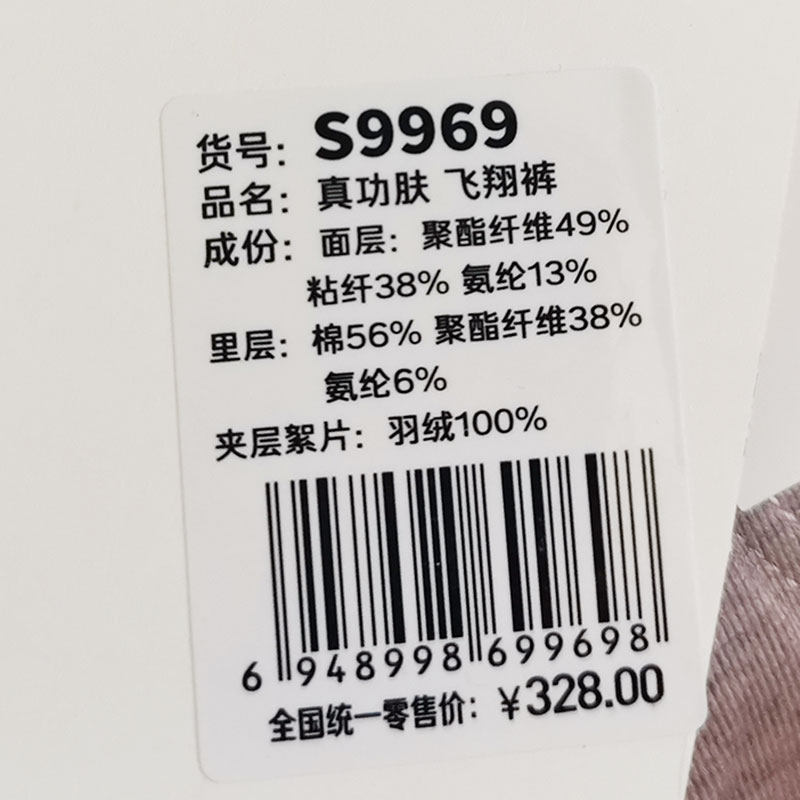 货号：S9969
品名：真功肤 飞翔裤
成份：面层：聚酯纤维49%
粘纤38% 氨纶13%
里层：棉56% 聚酯纤维38%
氨纶6%
夹层絮片：羽绒100%
6 948998 699698
全国统一零售价：￥328.00